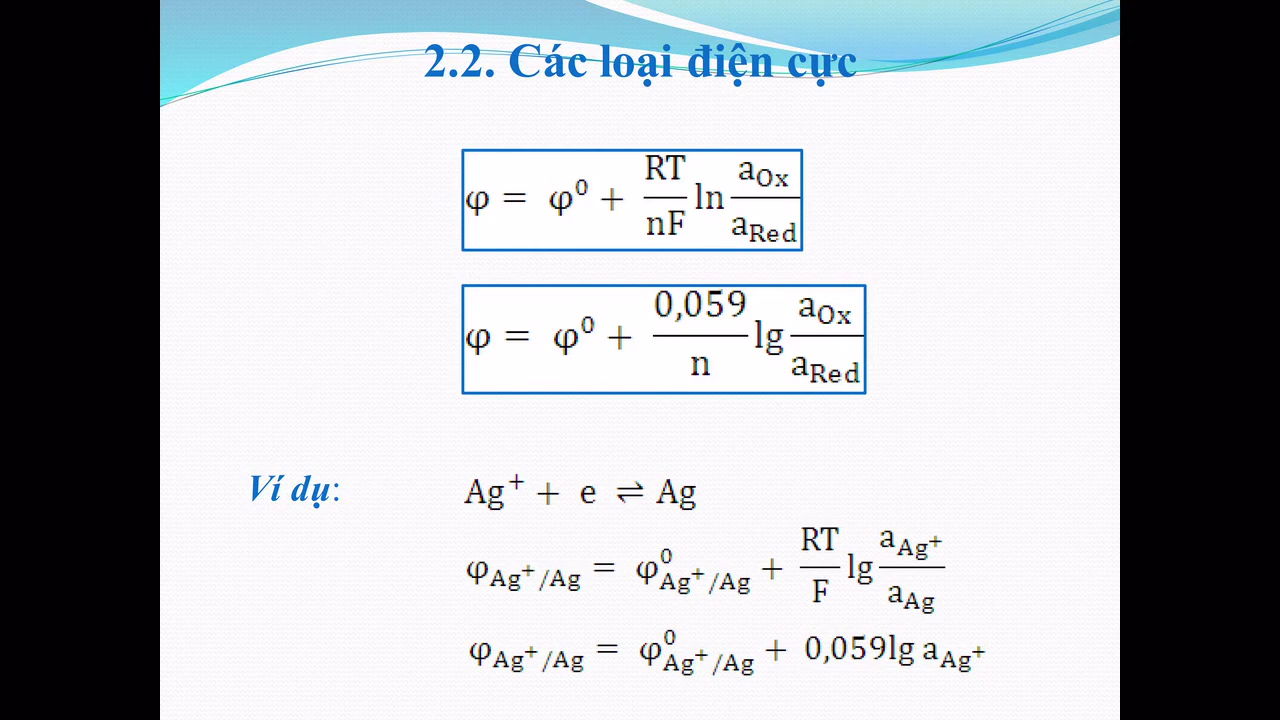 2.2. Các loại điện cực
φ = φ⁰ + RT/nF ln a_Ox/a_Red
φ = φ⁰ + 0,059/n lg a_Ox/a_Red
Ví dụ: Ag⁺ + e ⇌ Ag
φ_Ag⁺/Ag = φ⁰_Ag⁺/Ag + RT/F lg a_Ag⁺/a_Ag
φ_Ag⁺/Ag = φ⁰_Ag⁺/Ag + 0,059lg a_Ag⁺